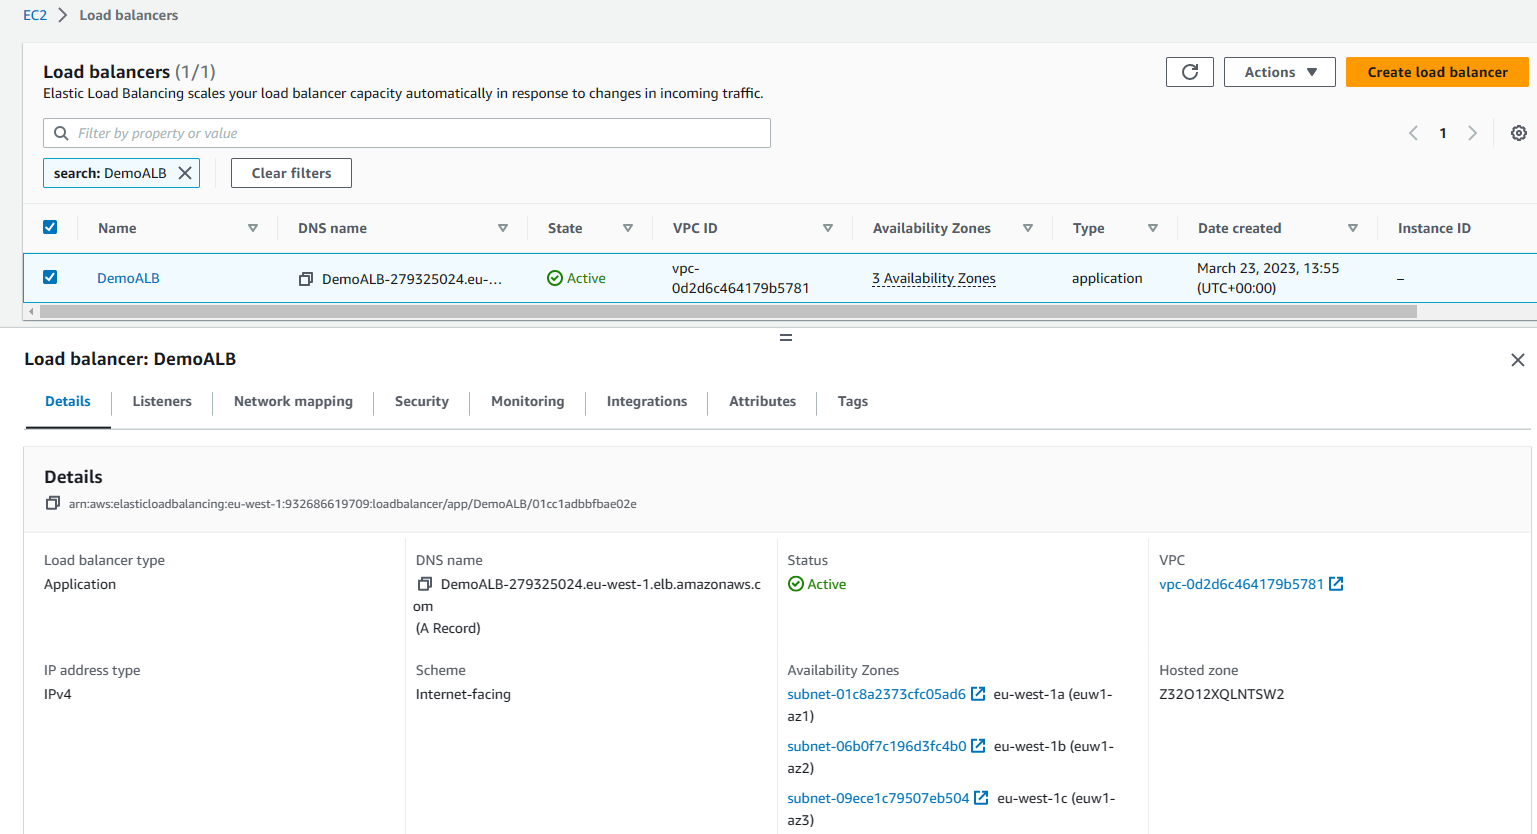 EC2 > Load balancers
Load balancers (1/1)
Elastic Load Balancing scales your load balancer capacity automatically in response to changes in incoming traffic.
Actions
Create load balancer
Filter by property or value
1
search: DemoALB
Clear filters
Name DNS name State VPC ID Availability Zones Type Date created Instance ID
DemoALB DemoALB-279325024.eu-... Active vpc-0d2d6c464179b5781 3 Availability Zones application March 23, 2023, 13:55 (UTC+00:00) –
Load balancer: DemoALB
Details Listeners Network mapping Security Monitoring Integrations Attributes Tags
Details
arn:aws:elasticloadbalancing:eu-west-1:932686619709:loadbalancer/app/DemoALB/01cc1adbbfbae02e
Load balancer type
Application
DNS name
DemoALB-279325024.eu-west-1.elb.amazonaws.c
om
(A Record)
Status
Active
VPC
vpc-0d2d6c464179b5781
IP address type
IPv4
Scheme
Internet-facing
Availability Zones
subnet-01c8a2373cfc05ad6 eu-west-1a (euw1-
az1)
subnet-06b0f7c196d3fc4b0 eu-west-1b (euw1-
az2)
subnet-09ece1c79507eb504 eu-west-1c (euw1-
az3)
Hosted zone
Z32O12XQLNTSW2